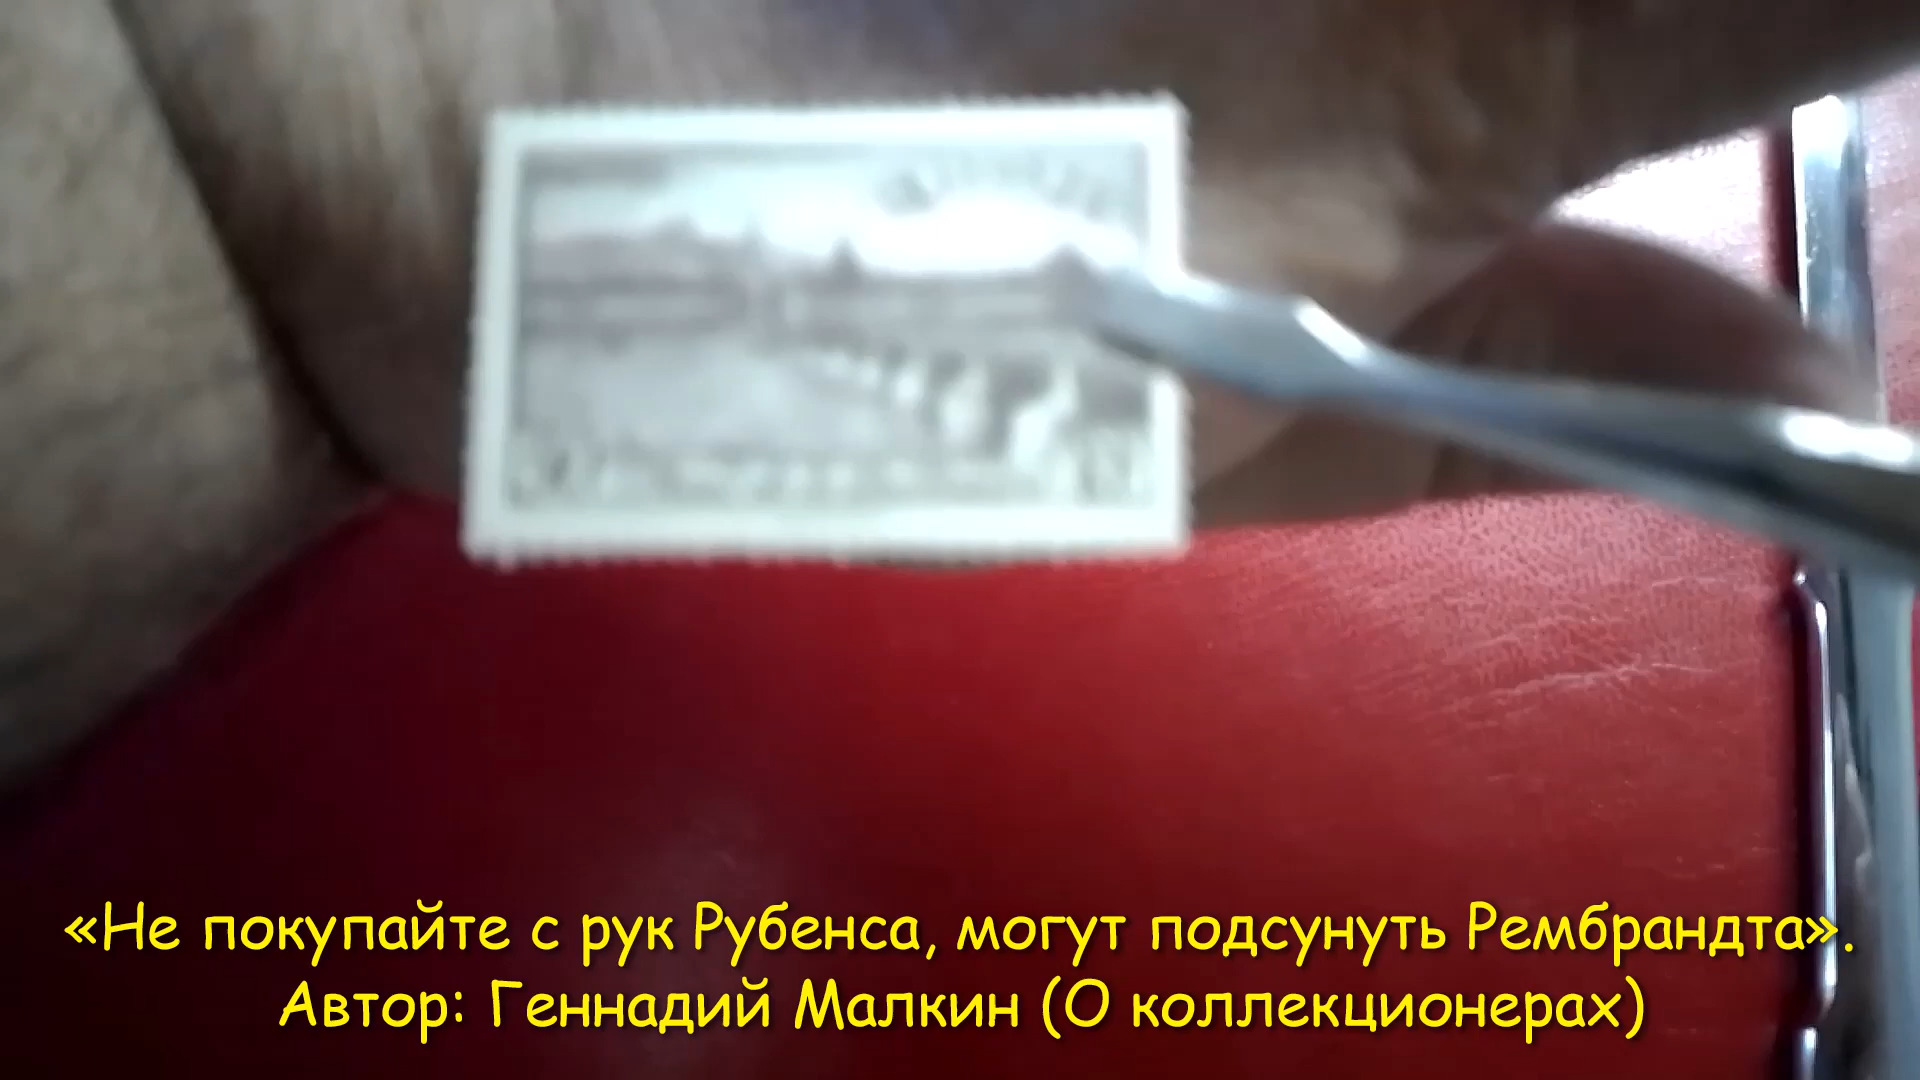 «Не покупайте с рук Рубенса, могут подсунуть Рембрандта».
Автор: Геннадий Малкин (О коллекционерах)